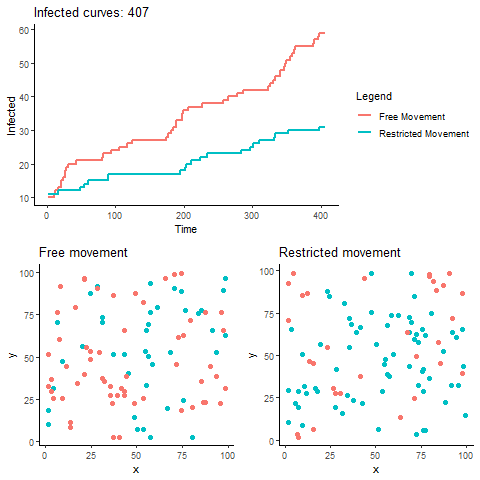 Infected curves: 407
60
50
40
30
20
10
Infected
0
100
200
300
400
Time
Legend
Free Movement
Restricted Movement
Free movement
100
75
50
25
0
y
0
25
50
75
100
x
Restricted movement
100
75
50
25
0
y
0
25
50
75
100
x